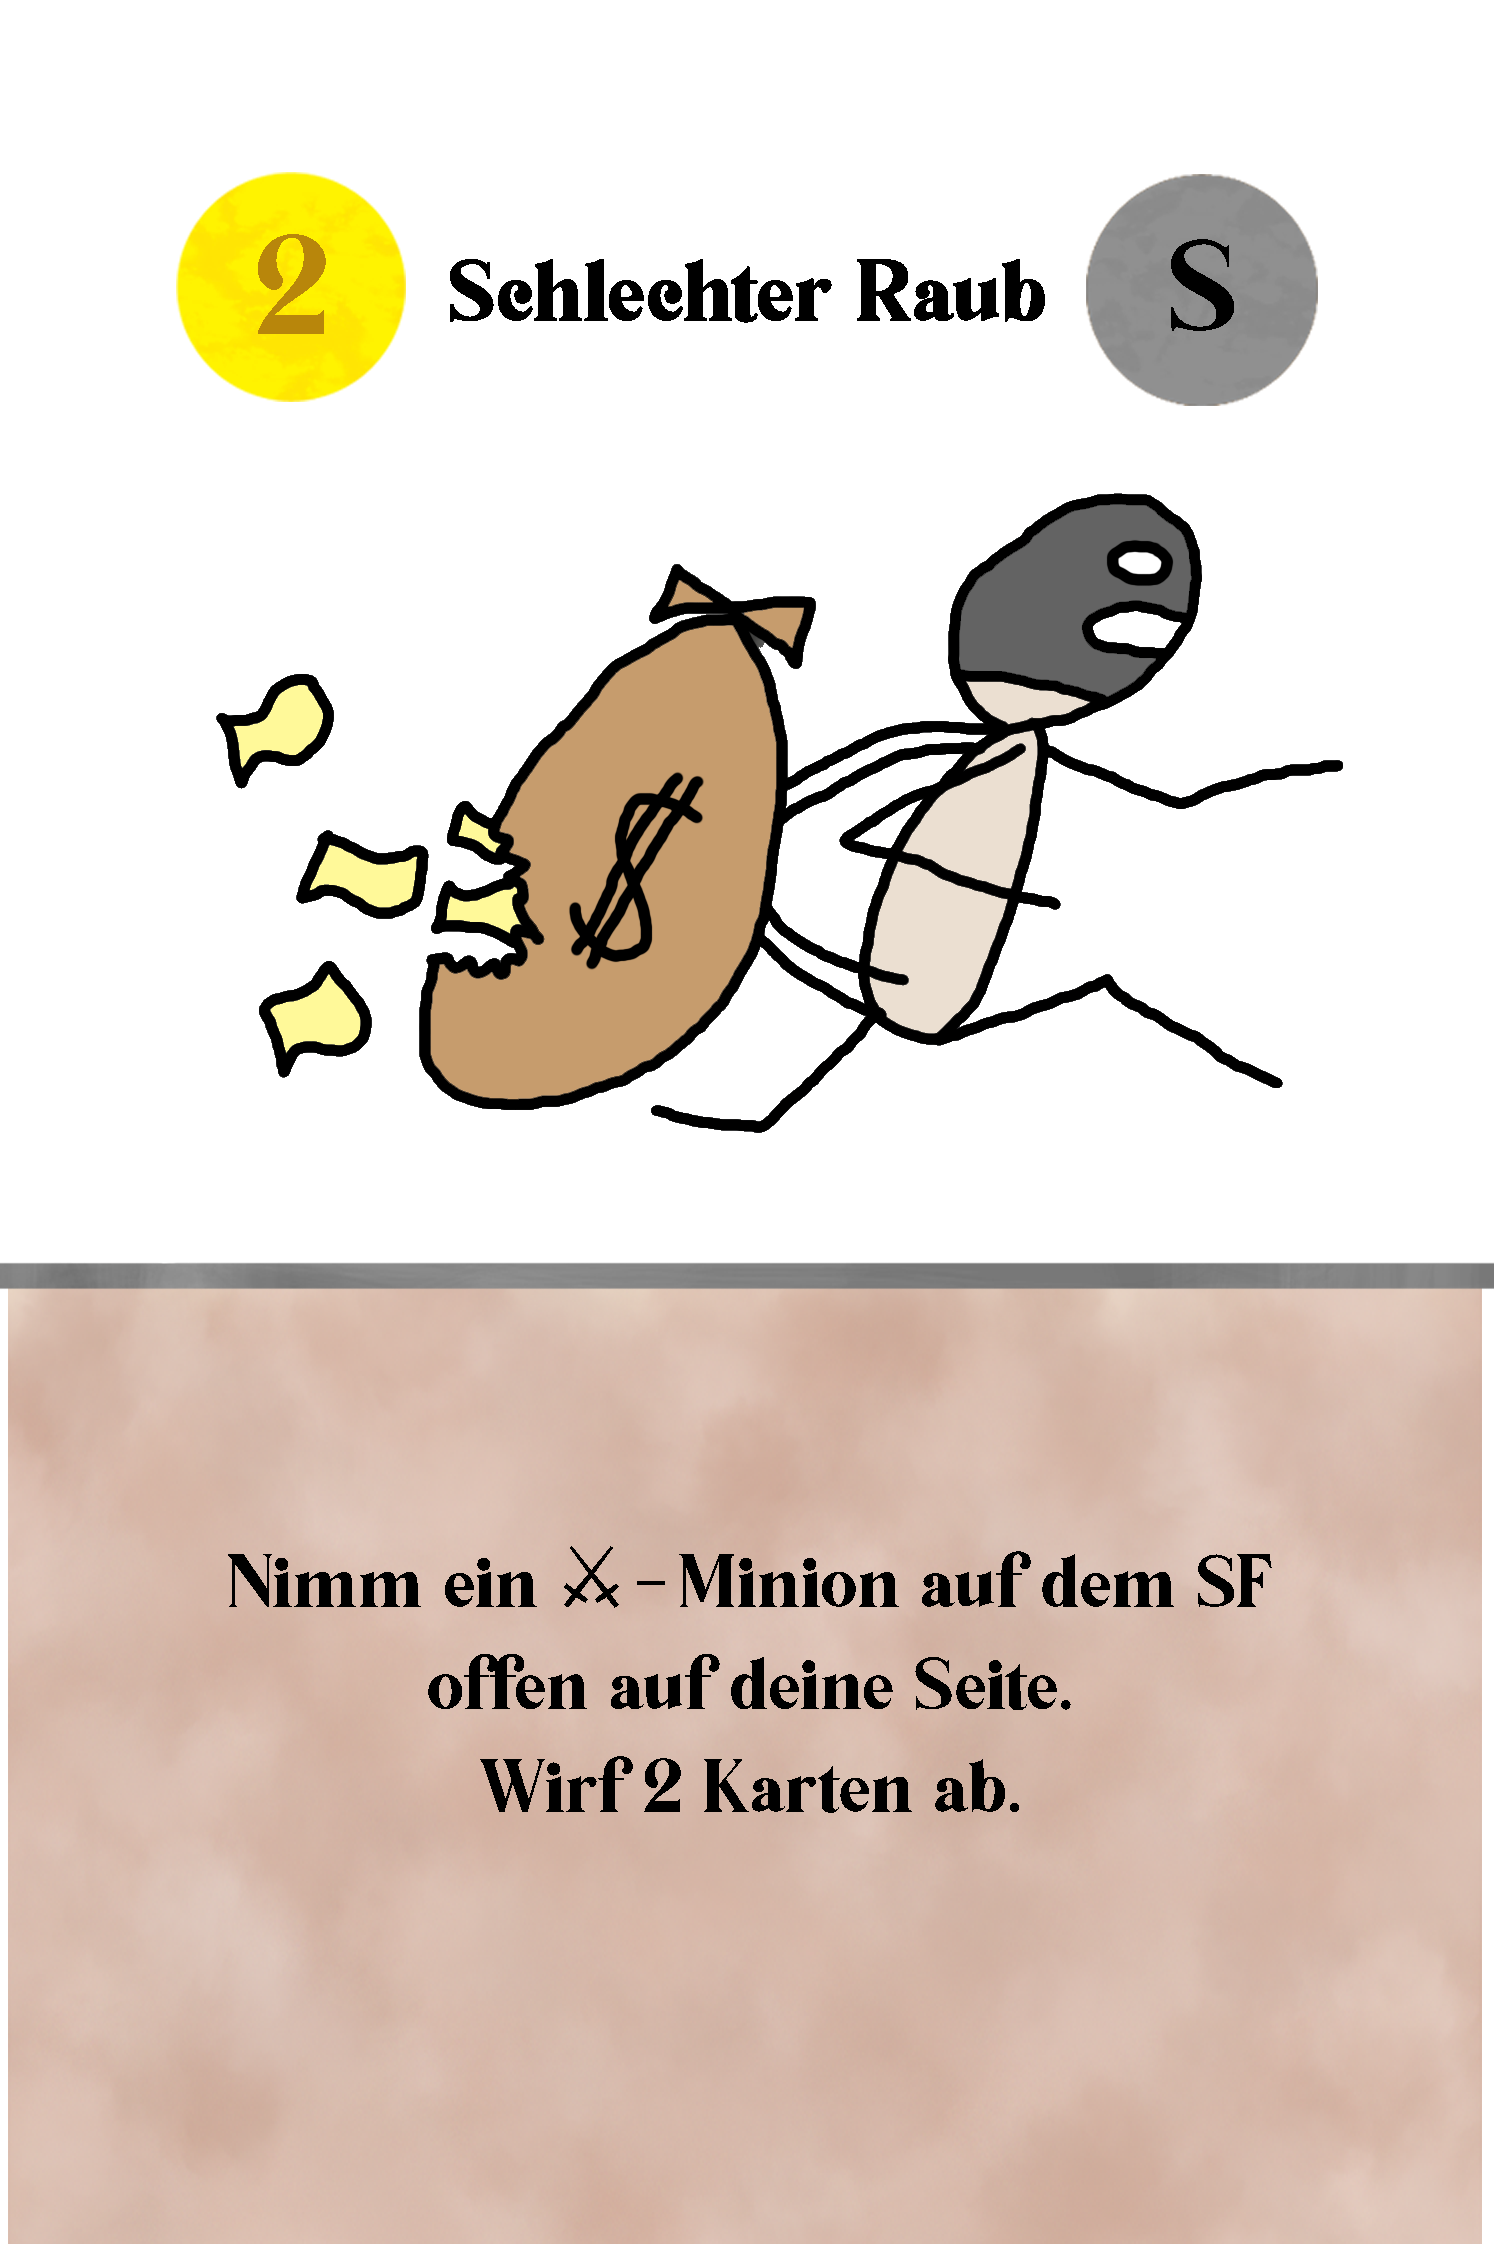 2 Schlechter Raub S
$
Nimm ein ⚔-Minion auf dem SF
offen auf deine Seite.
Wirf 2 Karten ab.